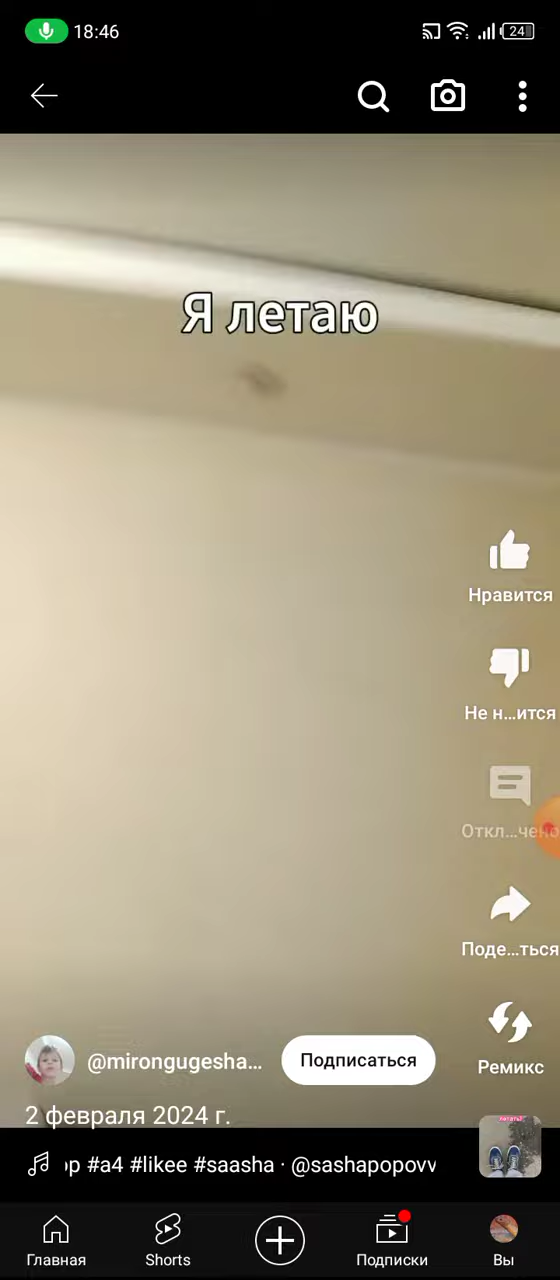 18:46
24
Я летаю
Нравится
Не н…ится
Откл…чено
Поде…ться
Ремикс
@mirongugesha…
Подписаться
2 февраля 2024 г.
op #a4 #likee #saasha · @sashapopovv
Главная
Shorts
Подписки
Вы